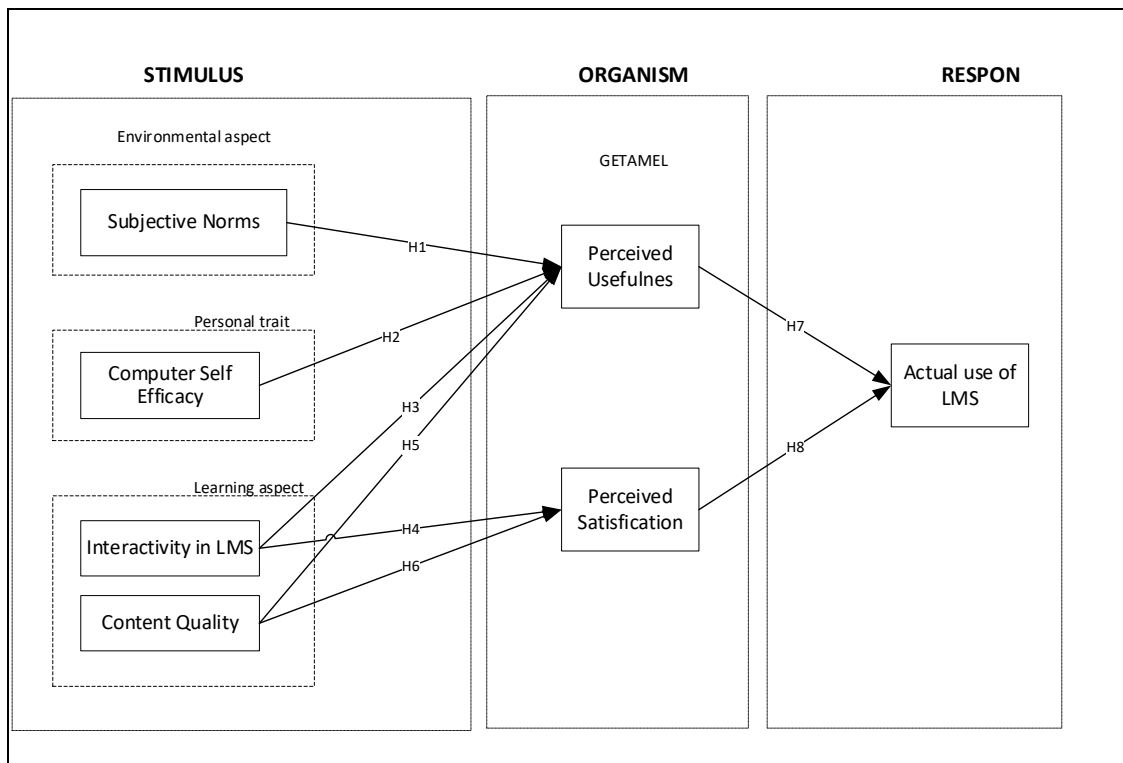 STIMULUS
ORGANISM
RESPON
Environmental aspect
Subjective Norms
Personal trait
Computer Self
Efficacy
Learning aspect
Interactivity in LMS
Content Quality
H1
H2
H3
H5
H4
H6
GETAMEL
Perceived
Usefulnes
Perceived
Satisfication
H7
H8
Actual use of
LMS